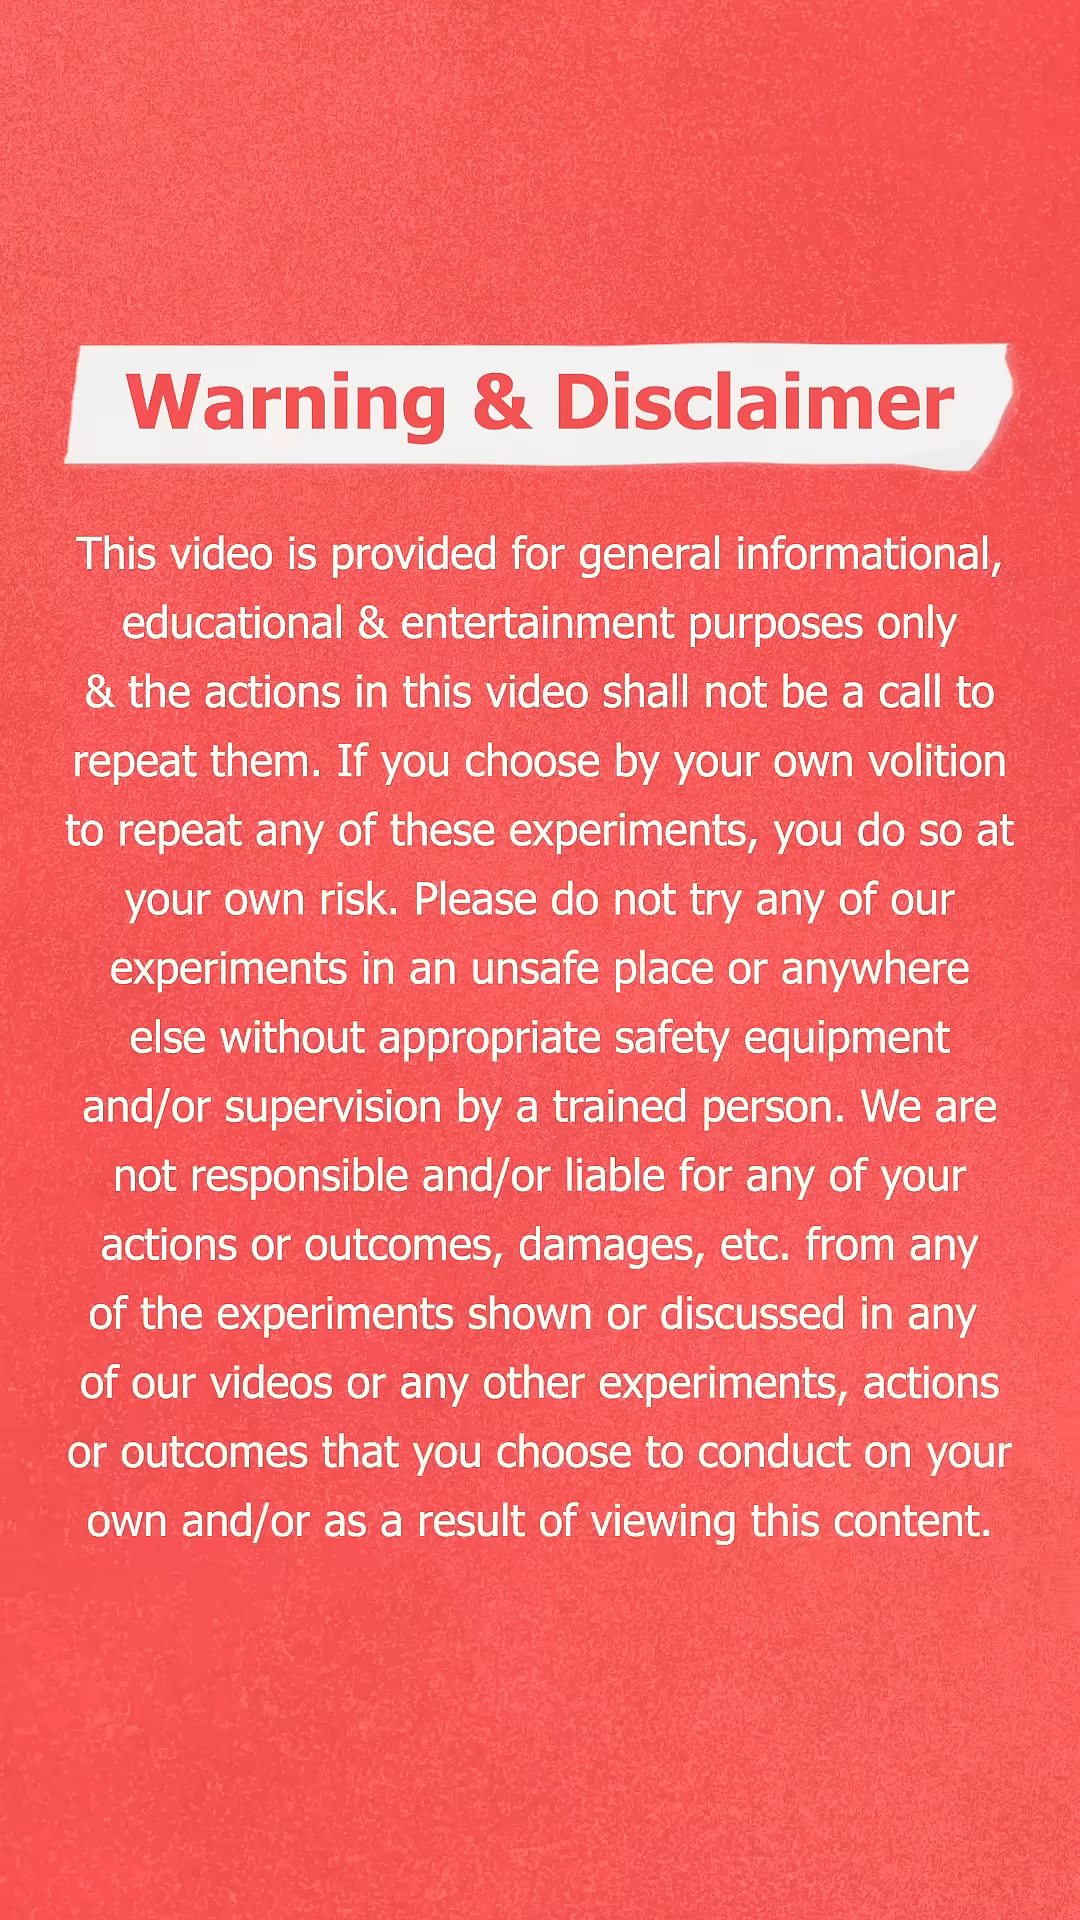 Warning & Disclaimer
This video is provided for general informational,
educational & entertainment purposes only
& the actions in this video shall not be a call to
repeat them. If you choose by your own volition
to repeat any of these experiments, you do so at
your own risk. Please do not try any of our
experiments in an unsafe place or anywhere
else without appropriate safety equipment
and/or supervision by a trained person. We are
not responsible and/or liable for any of your
actions or outcomes, damages, etc. from any
of the experiments shown or discussed in any
of our videos or any other experiments, actions
or outcomes that you choose to conduct on your
own and/or as a result of viewing this content.